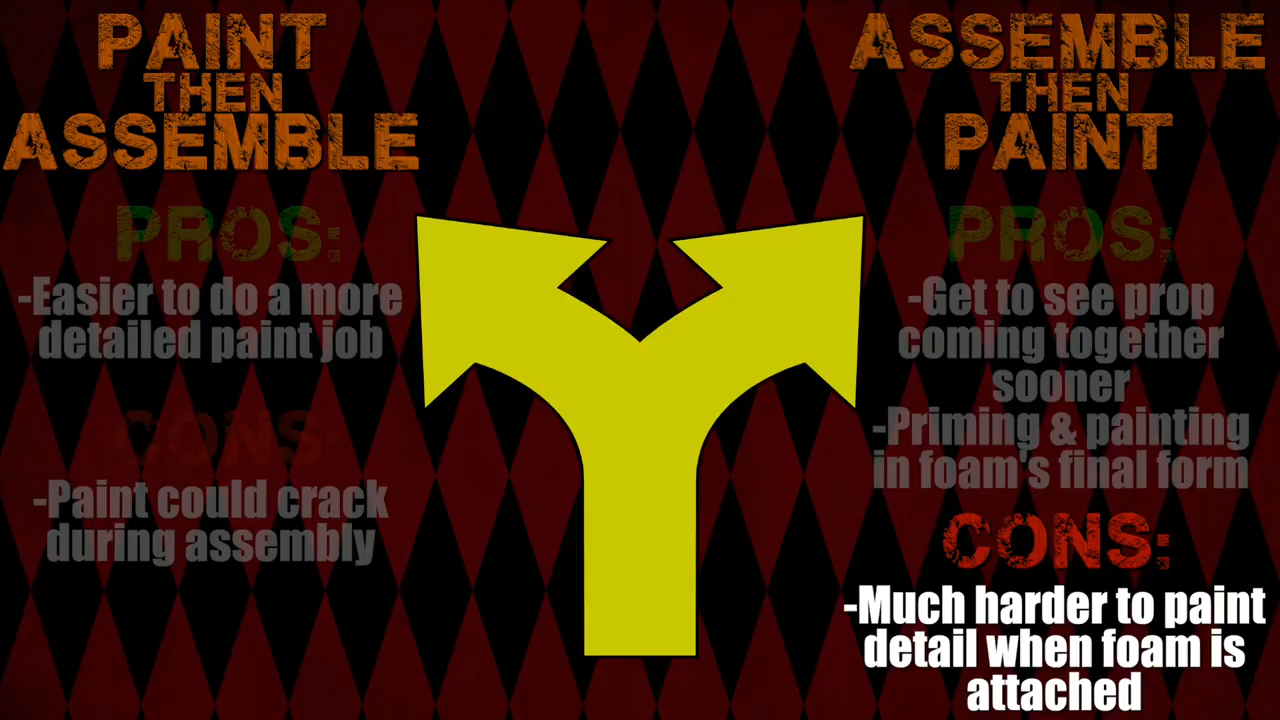 PAINT
THEN
ASSEMBLE
PROS:
-Easier to do a more
detailed paint job
CONS:
-Paint could crack
during assembly
ASSEMBLE
THEN
PAINT
PROS:
-Get to see prop
coming together
sooner
-Priming & painting
in foam's final form
CONS:
-Much harder to paint
detail when foam is
attached